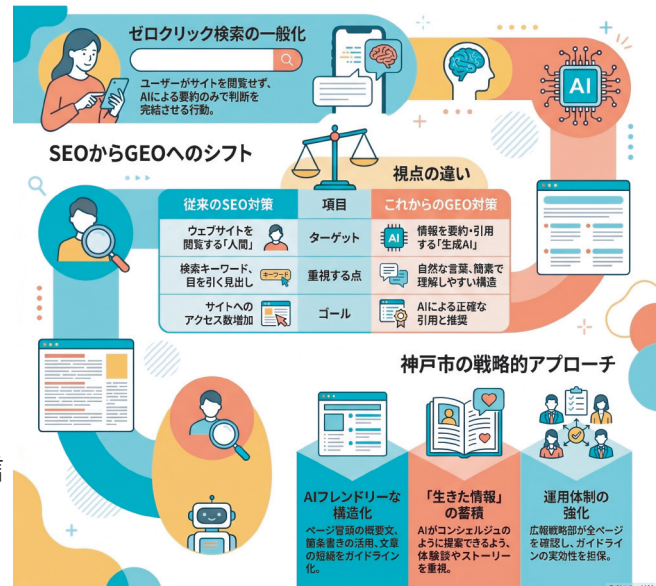 ゼロクリック検索の一般化
ユーザーがサイトを閲覧せず、
AIによる要約のみで判断を
完結させる行動。
AI
SEOからGEOへのシフト
視点の違い
従来のSEO対策
項目
これからのGEO対策
ウェブサイトを
閲覧する「人間」
ターゲット
AI
情報を要約・引用
する「生成AI」
検索キーワード、
目を引く見出し
キーワード
重視する点
自然な言葉、簡素で
理解しやすい構造
サイトへの
アクセス数増加
ゴール
AIによる正確な
引用と推奨
神戸市の戦略的アプローチ
AIフレンドリーな
構造化
ページ冒頭の概要文、
箇条書きの活用、文章
の短縮をガイドライン
化。
「生きた情報」
の蓄積
AIがコンシェルジュの
ように提案できるよう、
体験談やストーリー
を重視。
運用体制の
強化
広報戦略部が全ページ
を確認し、ガイドライ
ンの実効性を担保。